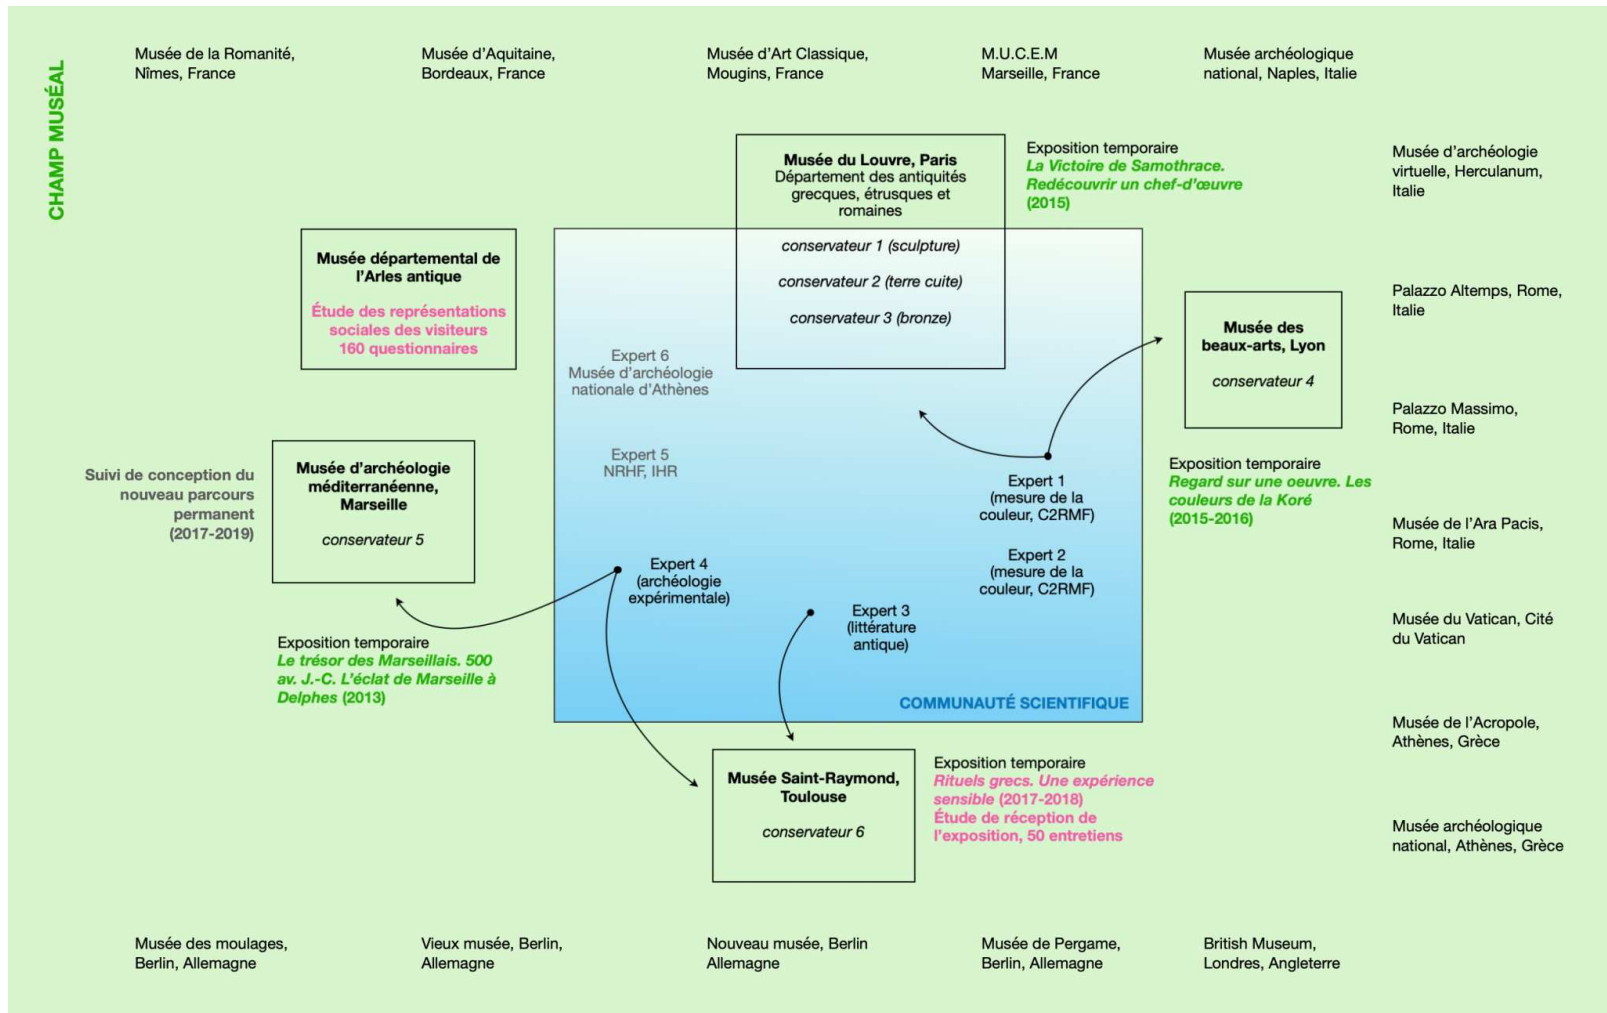 CHAMP MUSÉAL
Musée de la Romanité,
Nîmes, France
Musée d'Aquitaine,
Bordeaux, France
Musée d'Art Classique,
Mougins, France
M.U.C.E.M
Marseille, France
Musée archéologique
national, Naples, Italie
Musée du Louvre, Paris
Département des antiquités
grecques, étrusques et
romaines
conservateur 1 (sculpture)
conservateur 2 (terre cuite)
conservateur 3 (bronze)
Exposition temporaire
La Victoire de Samothrace.
Redécouvrir un chef-d'œuvre
(2015)
Musée d'archéologie
virtuelle, Herculanum,
Italie
Musée départemental de
l'Arles antique
Étude des représentations
sociales des visiteurs
160 questionnaires
Palazzo Altemps, Rome,
Italie
Musée des
beaux-arts, Lyon
conservateur 4
Expert 6
Musée d'archéologie
nationale d'Athènes
Palazzo Massimo,
Rome, Italie
Suivi de conception du
nouveau parcours
permanent
(2017-2019)
Musée d'archéologie
méditerranéenne,
Marseille
conservateur 5
Expert 5
NRHF, IHR
Expert 1
(mesure de la
couleur, C2RMF)
Exposition temporaire
Regard sur une oeuvre. Les
couleurs de la Koré
(2015-2016)
Musée de l'Ara Pacis,
Rome, Italie
Expert 4
(archéologie
expérimentale)
Expert 2
(mesure de la
couleur, C2RMF)
Expert 3
(littérature
antique)
Musée du Vatican, Cité
du Vatican
Exposition temporaire
Le trésor des Marseillais. 500
av. J.-C. L'éclat de Marseille à
Delphes (2013)
COMMUNAUTÉ SCIENTIFIQUE
Musée de l'Acropole,
Athènes, Grèce
Musée Saint-Raymond,
Toulouse
conservateur 6
Exposition temporaire
Rituels grecs. Une expérience
sensible (2017-2018)
Étude de réception de
l'exposition, 50 entretiens
Musée archéologique
national, Athènes, Grèce
Musée des moulages,
Berlin, Allemagne
Vieux musée, Berlin,
Allemagne
Nouveau musée, Berlin
Allemagne
Musée de Pergame,
Berlin, Allemagne
British Museum,
Londres, Angleterre